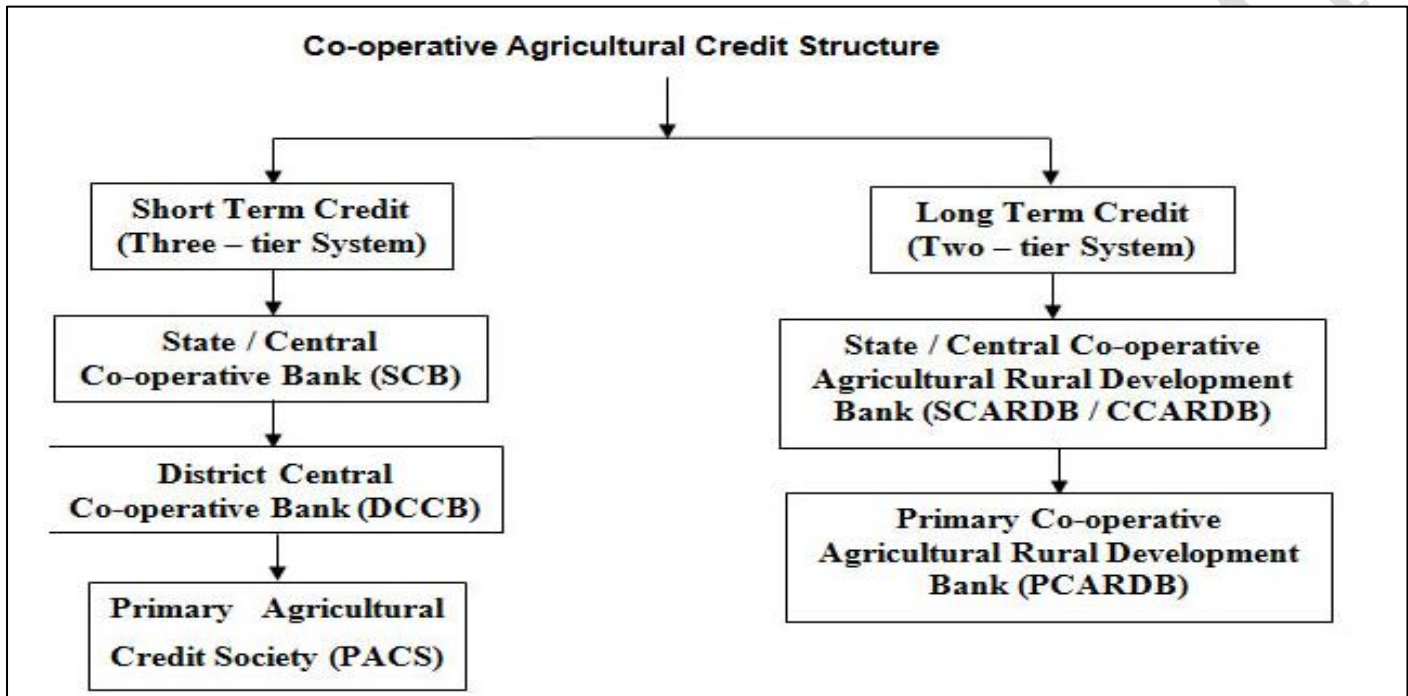 Co-operative Agricultural Credit Structure
Short Term Credit
(Three – tier System)
State / Central
Co-operative Bank (SCB)
District Central
Co-operative Bank (DCCB)
Primary Agricultural
Credit Society (PACS)
Long Term Credit
(Two – tier System)
State / Central Co-operative
Agricultural Rural Development
Bank (SCARDB / CCARDB)
Primary Co-operative
Agricultural Rural Development
Bank (PCARDB)